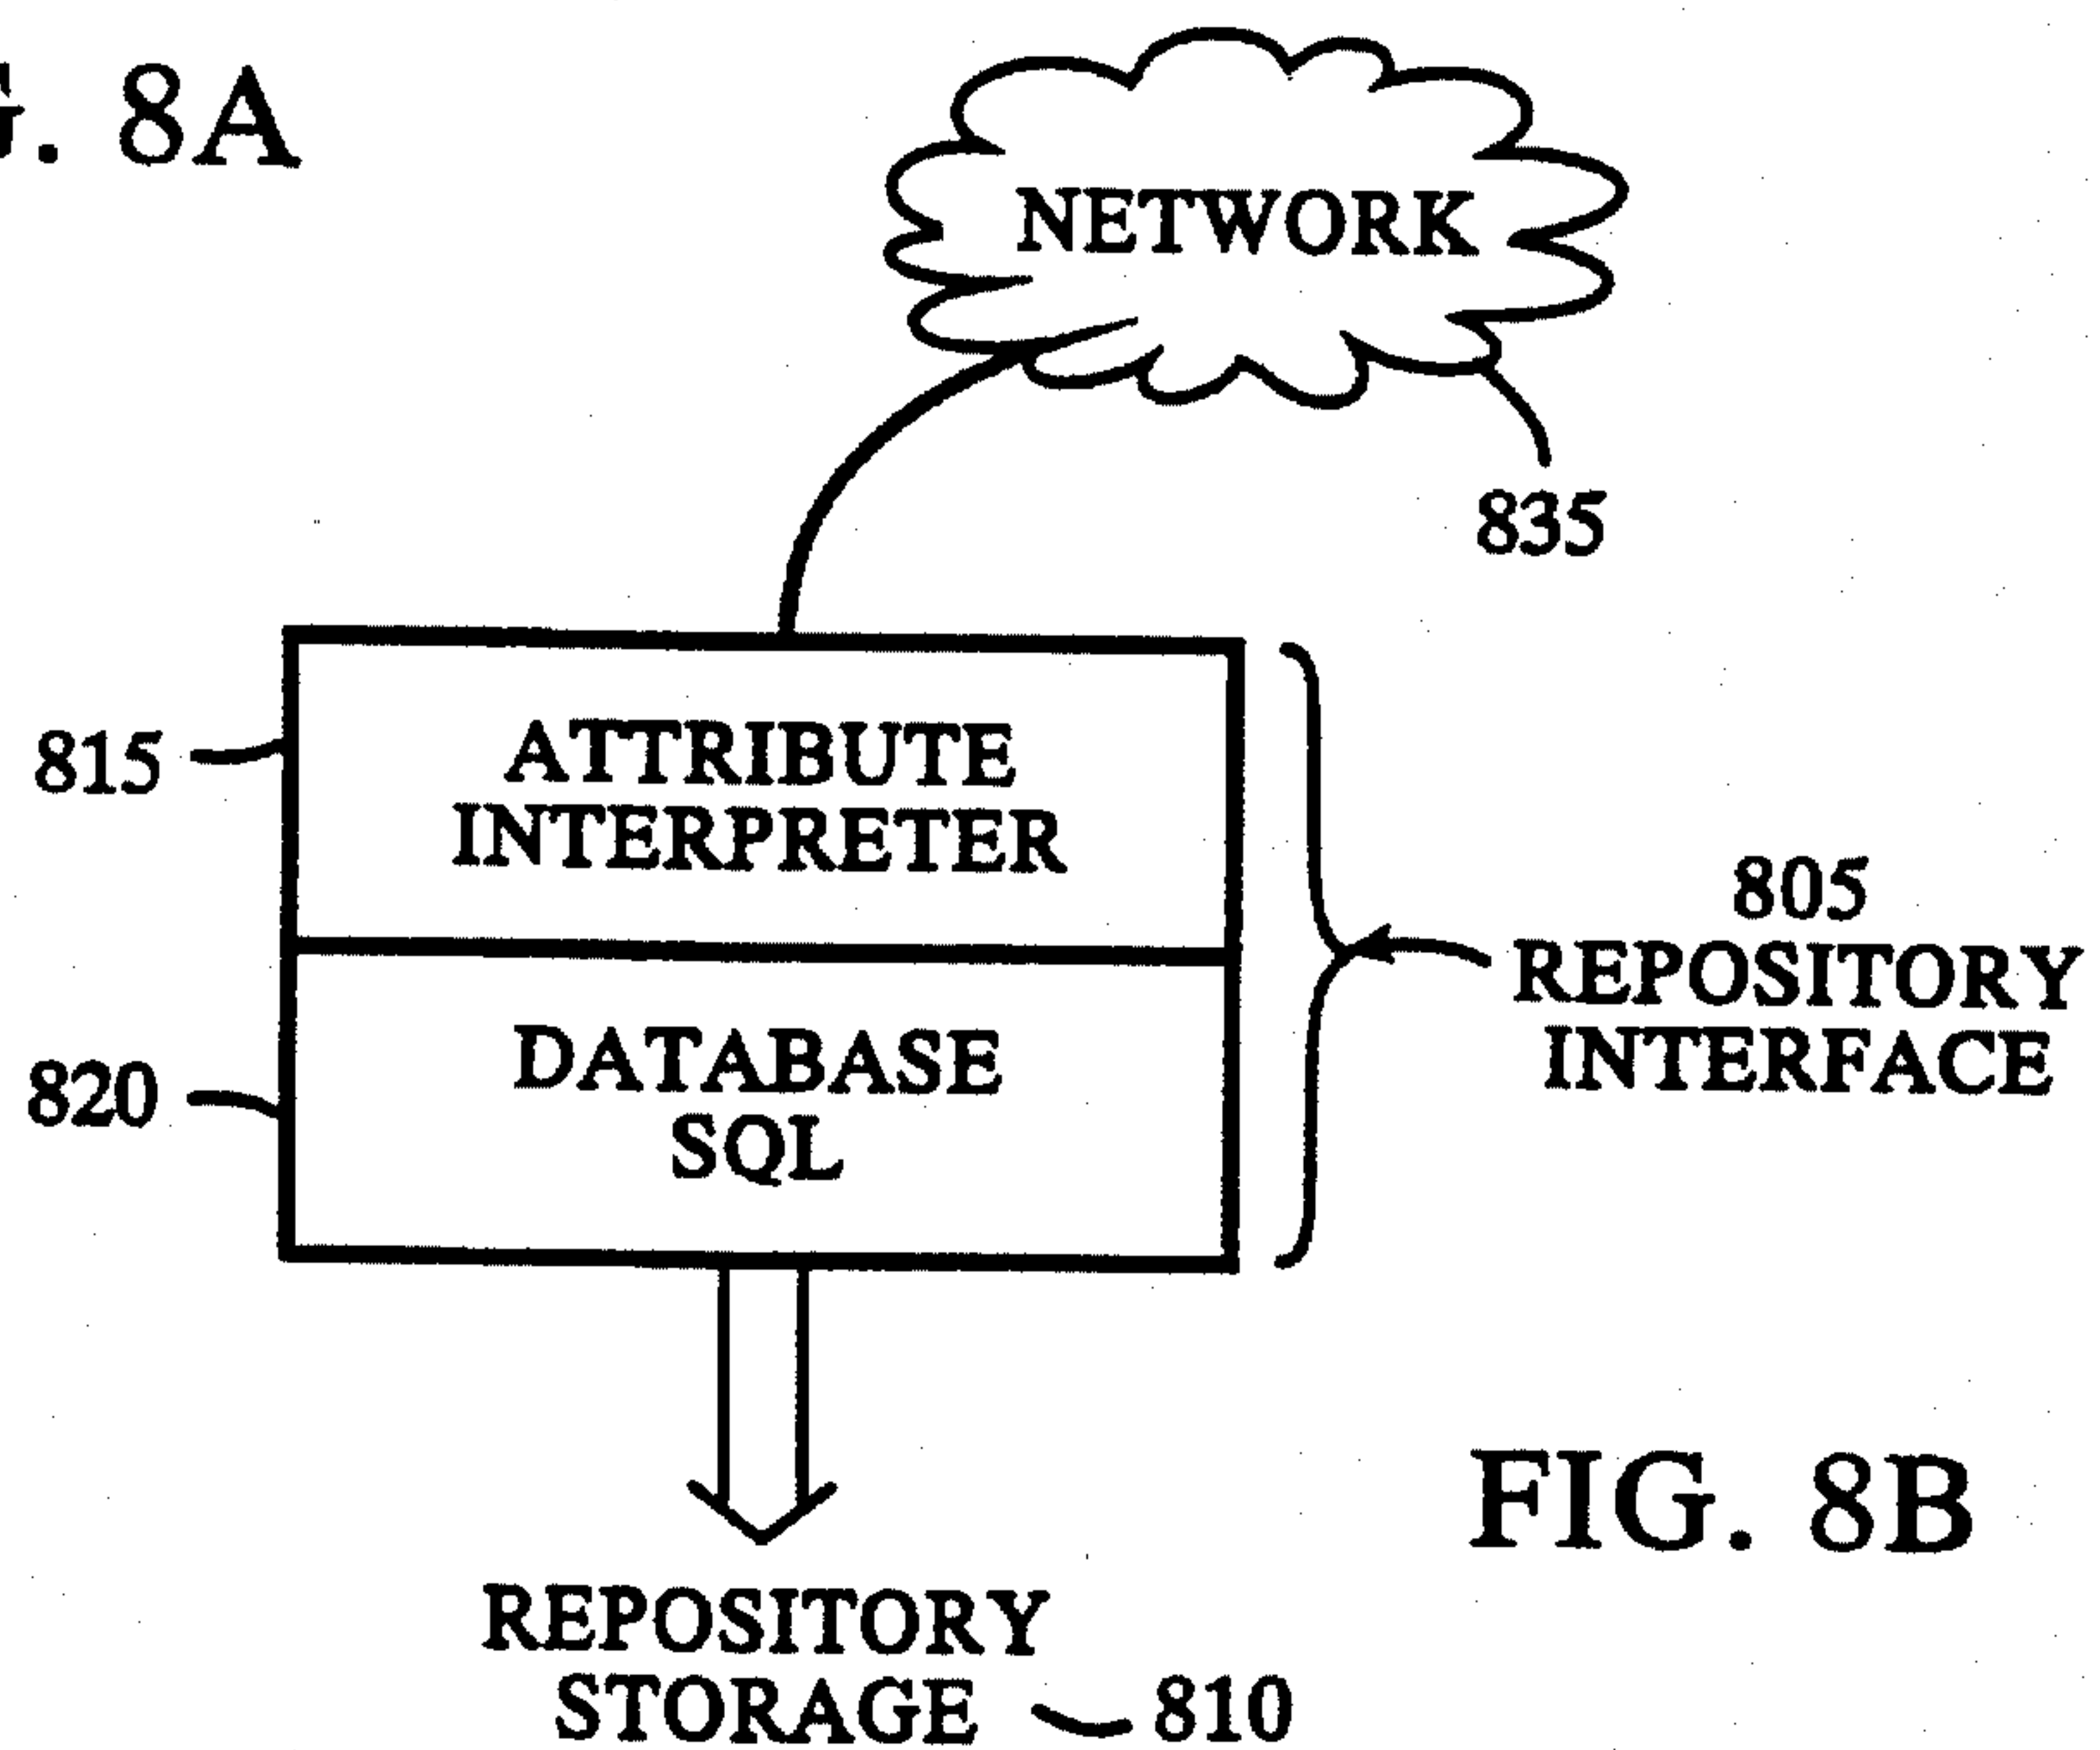 G. 8A
NETWORK
835
815
ATTRIBUTE
INTERPRETER
805
REPOSITORY
INTERFACE
820
DATABASE
SQL
FIG. 8B
REPOSITORY
STORAGE
810